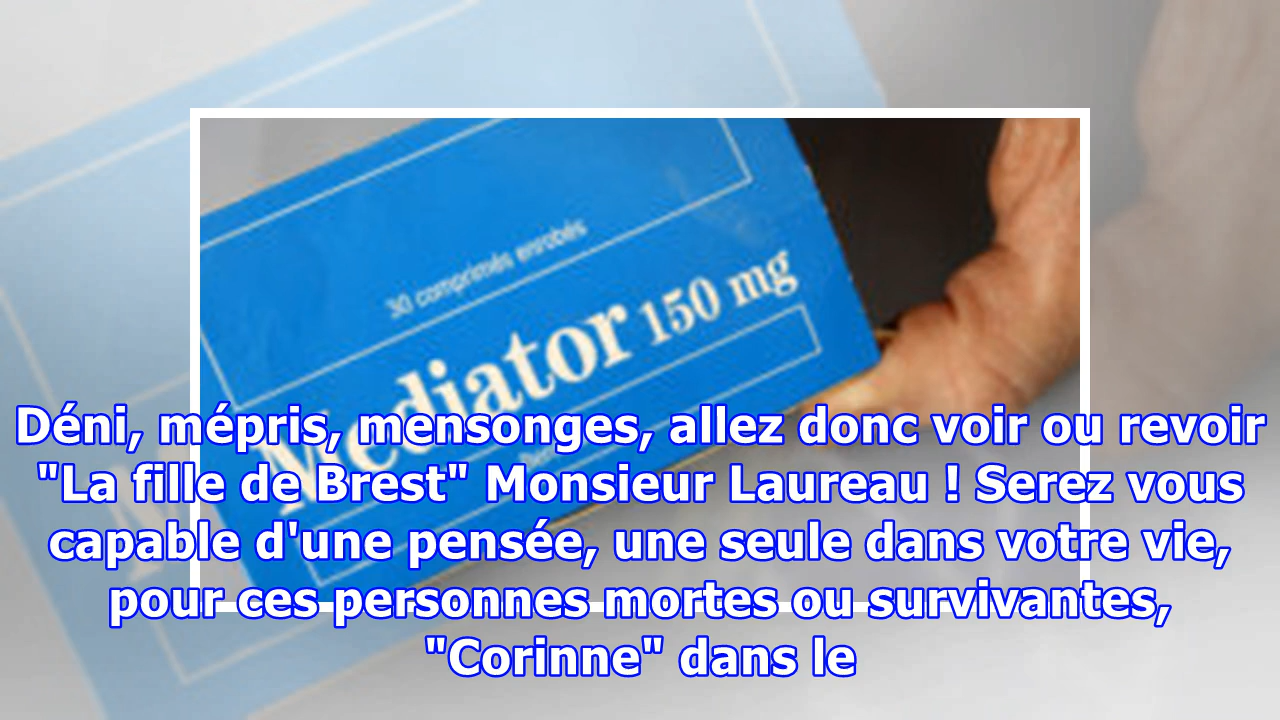 30 comprimés enrobés
Mediator 150 mg
Déni, mépris, mensonges, allez donc voir ou revoir
"La fille de Brest" Monsieur Laureau ! Serez vous
capable d'une pensée, une seule dans votre vie,
pour ces personnes mortes ou survivantes,
"Corinne" dans le